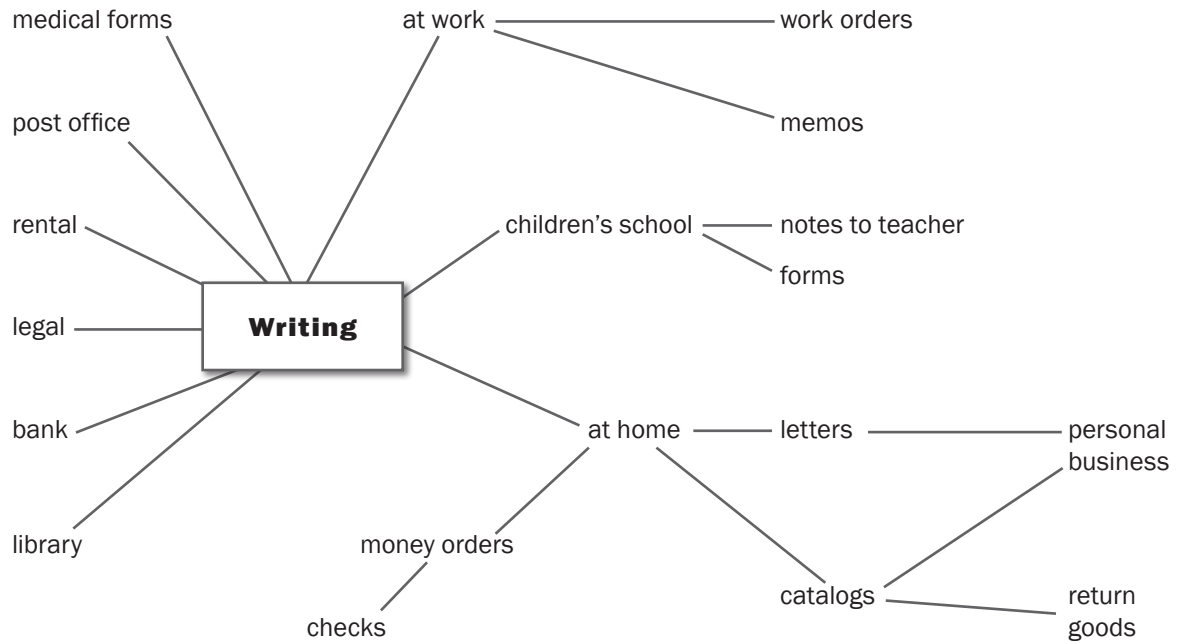 medical forms
at work
work orders
post office
memos
rental
children's school
notes to teacher
forms
legal
Writing
bank
at home
letters
personal
business
library
money orders
catalogs
return
goods
checks